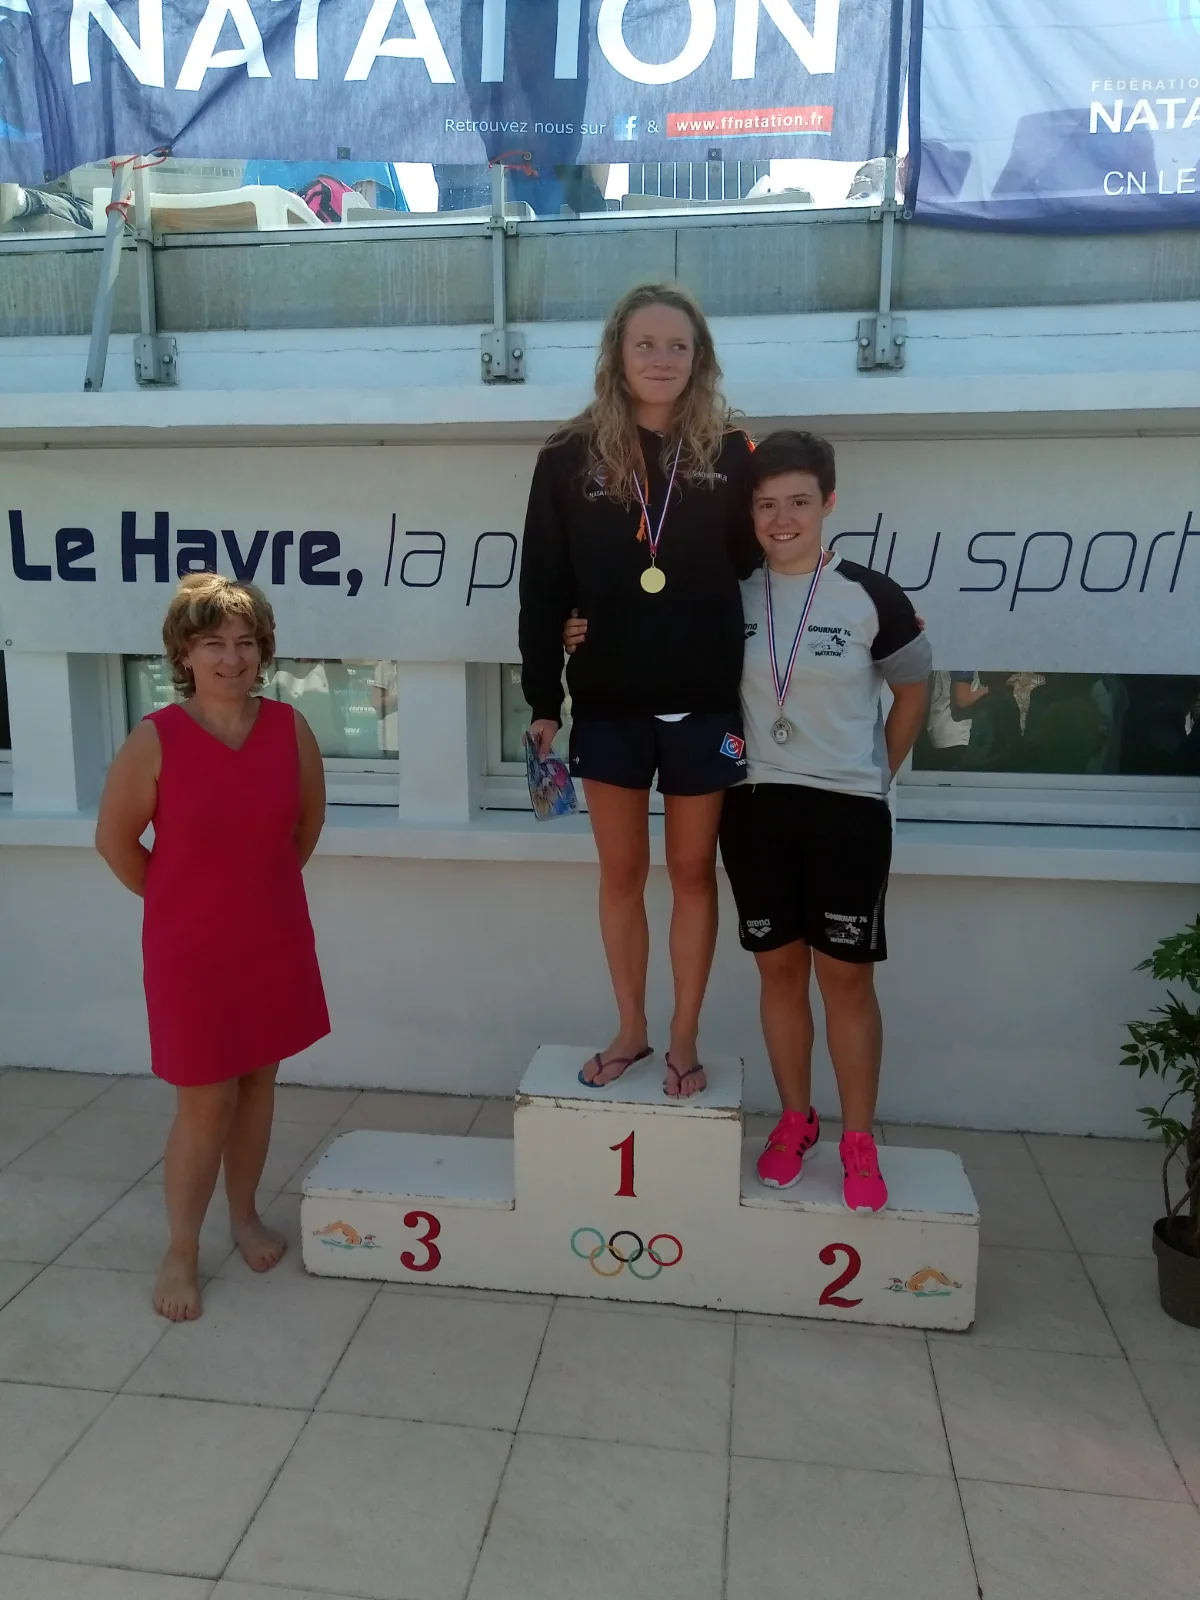 NATATION
Retrouvez nous sur f & www.ffnatation.fr
FÉDÉRATIO
NATA
CN LE
Le Havre, la p du sport
arena
GOURNAY 76
NATATION
arena
GOURNAY 76
NATATION
1
3
2